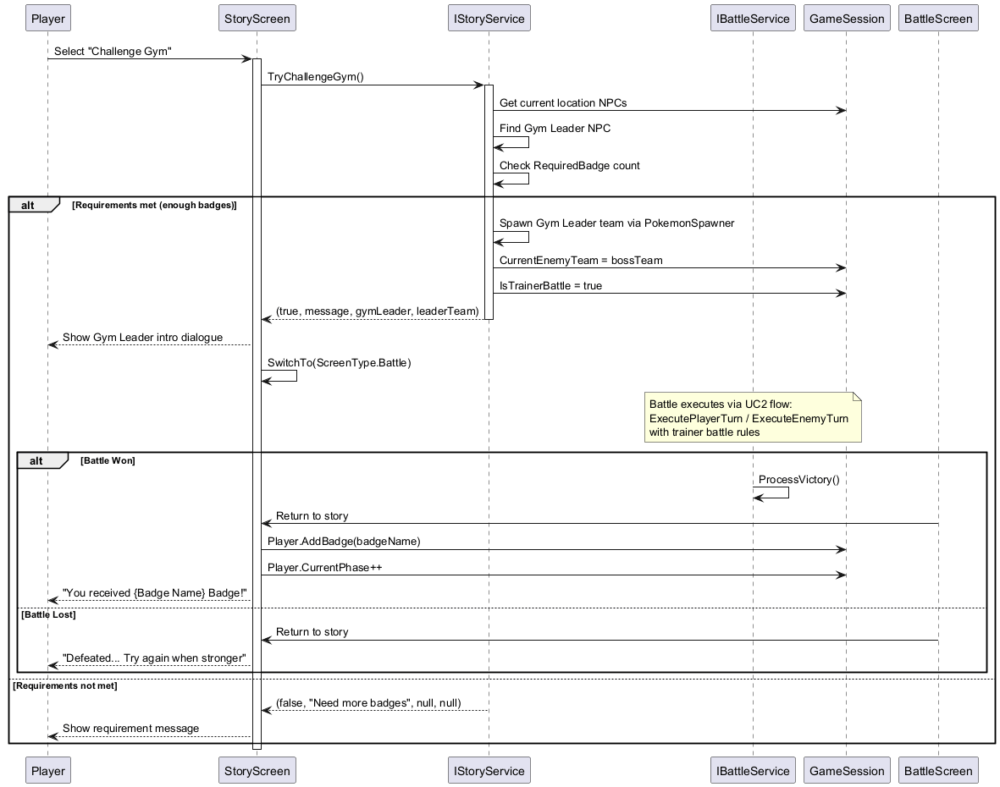 Player
StoryScreen
IStoryService
IBattleService
GameSession
BattleScreen
Select "Challenge Gym"
TryChallengeGym()
Get current location NPCs
Find Gym Leader NPC
Check RequiredBadge count
alt
[Requirements met (enough badges)]
Spawn Gym Leader team via PokemonSpawner
CurrentEnemyTeam = bossTeam
IsTrainerBattle = true
(true, message, gymLeader, leaderTeam)
Show Gym Leader intro dialogue
SwitchTo(ScreenType.Battle)
Battle executes via UC2 flow:
ExecutePlayerTurn / ExecuteEnemyTurn
with trainer battle rules
alt
[Battle Won]
ProcessVictory()
Return to story
Player.AddBadge(badgeName)
Player.CurrentPhase++
"You received {Badge Name} Badge!"
[Battle Lost]
Return to story
"Defeated... Try again when stronger"
[Requirements not met]
(false, "Need more badges", null, null)
Show requirement message
Player
StoryScreen
IStoryService
IBattleService
GameSession
BattleScreen